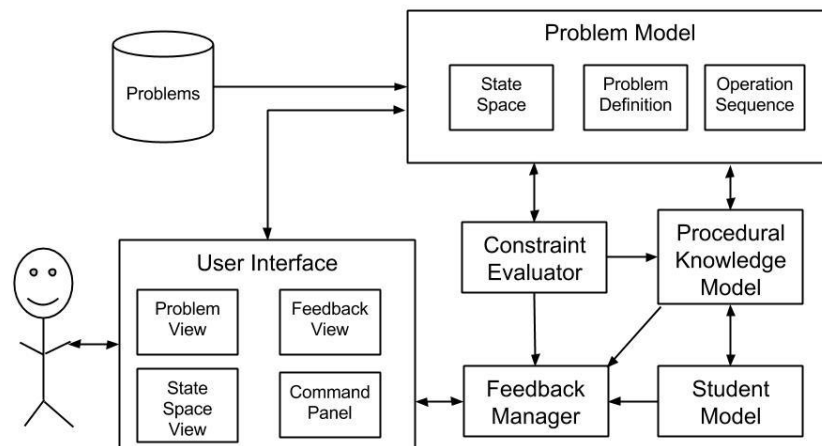 Problem Model
Problems
State
Space
Problem
Definition
Operation
Sequence
User Interface
Problem
View
Feedback
View
State
Space
View
Command
Panel
Constraint
Evaluator
Procedural
Knowledge
Model
Feedback
Manager
Student
Model